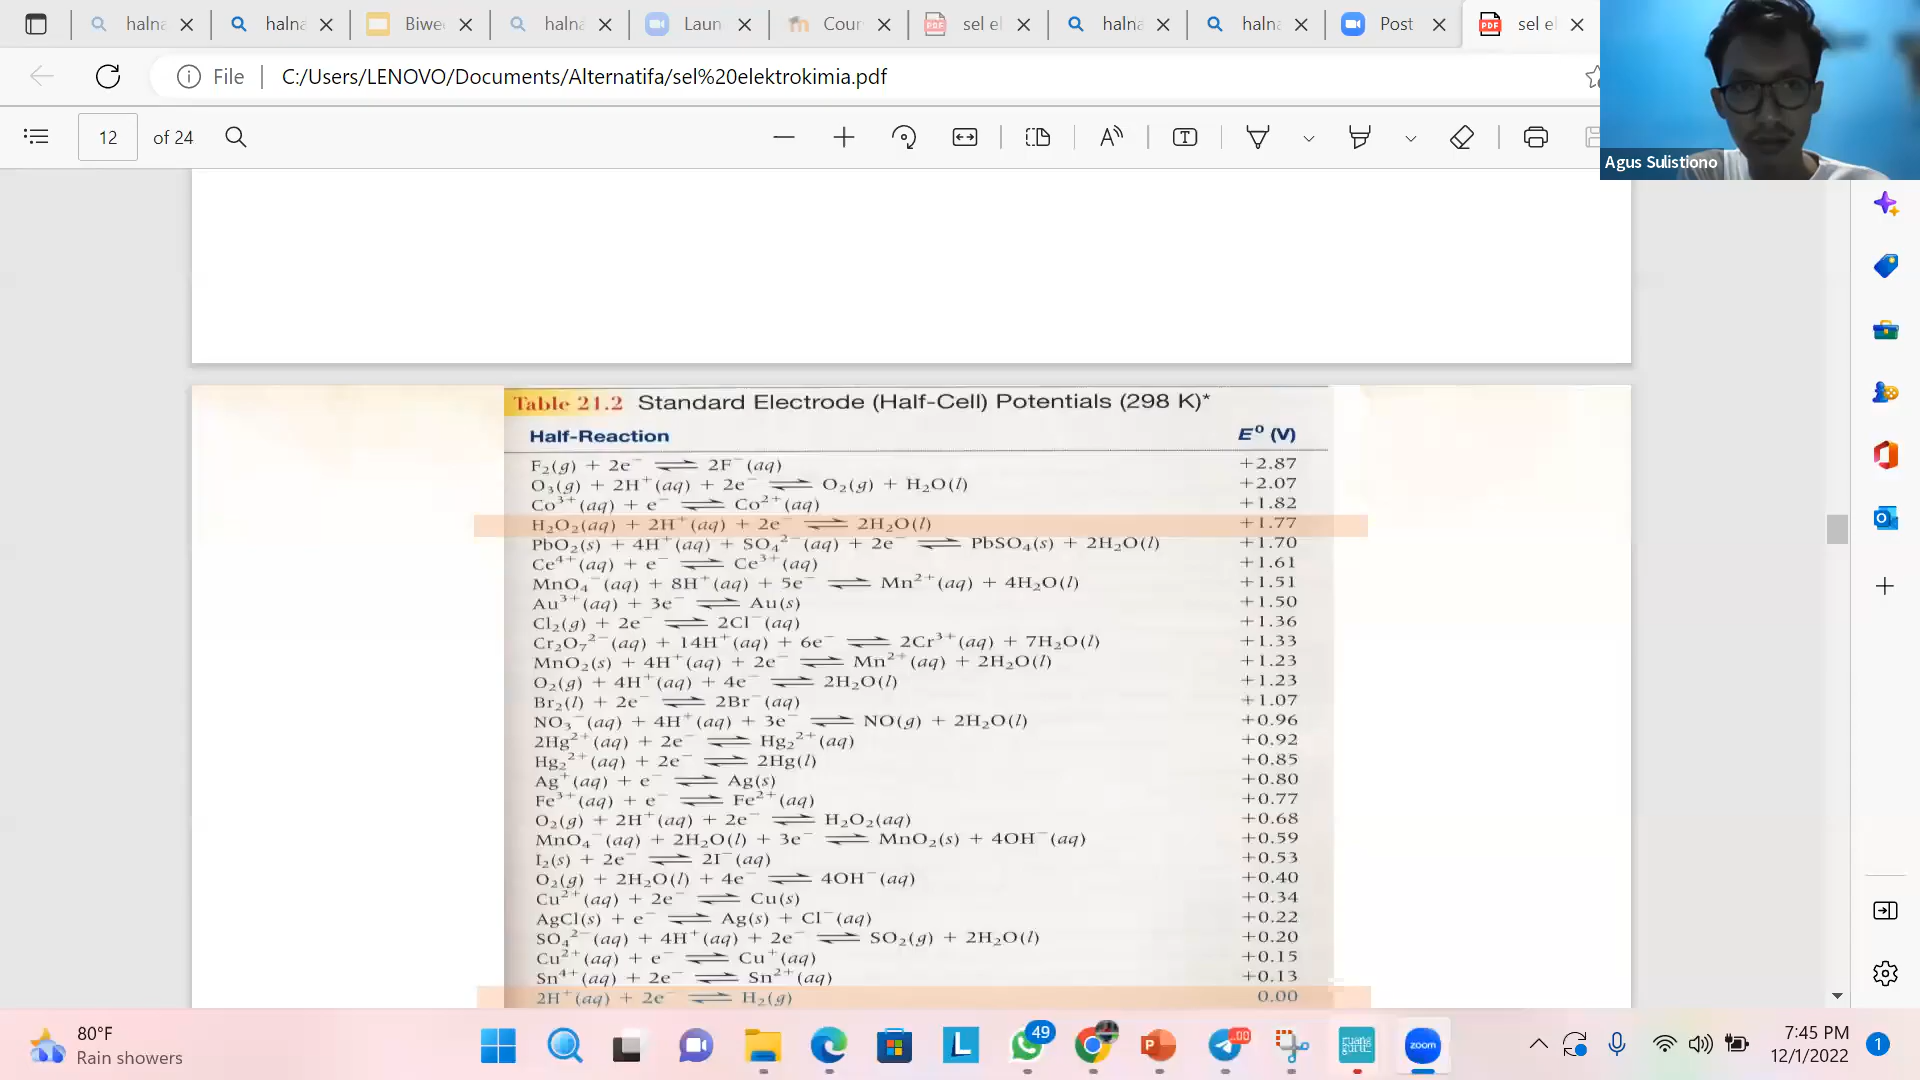 halna
halna
Biwee
halna
Laun
Cour
sel el
halna
halna
Post
sel el
File
C:/Users/LENOVO/Documents/Alternatifa/sel%20elektrokimia.pdf
12 of 24
Agus Sulistiono
Table 21.2 Standard Electrode (Half-Cell) Potentials (298 K)*
Half-Reaction E⁰ (V)
F₂(g) + 2e⁻ ⇌ 2F⁻(aq) +2.87
O₃(g) + 2H⁺(aq) + 2e⁻ ⇌ O₂(g) + H₂O(l) +2.07
Co³⁺(aq) + e⁻ ⇌ Co²⁺(aq) +1.82
H₂O₂(aq) + 2H⁺(aq) + 2e⁻ ⇌ 2H₂O(l) +1.77
PbO₂(s) + 4H⁺(aq) + SO₄²⁻(aq) + 2e⁻ ⇌ PbSO₄(s) + 2H₂O(l) +1.70
Ce⁴⁺(aq) + e⁻ ⇌ Ce³⁺(aq) +1.61
MnO₄⁻(aq) + 8H⁺(aq) + 5e⁻ ⇌ Mn²⁺(aq) + 4H₂O(l) +1.51
Au³⁺(aq) + 3e⁻ ⇌ Au(s) +1.50
Cl₂(g) + 2e⁻ ⇌ 2Cl⁻(aq) +1.36
Cr₂O₇²⁻(aq) + 14H⁺(aq) + 6e⁻ ⇌ 2Cr³⁺(aq) + 7H₂O(l) +1.33
MnO₂(s) + 4H⁺(aq) + 2e⁻ ⇌ Mn²⁺(aq) + 2H₂O(l) +1.23
O₂(g) + 4H⁺(aq) + 4e⁻ ⇌ 2H₂O(l) +1.23
Br₂(l) + 2e⁻ ⇌ 2Br⁻(aq) +1.07
NO₃⁻(aq) + 4H⁺(aq) + 3e⁻ ⇌ NO(g) + 2H₂O(l) +0.96
2Hg²⁺(aq) + 2e⁻ ⇌ Hg₂²⁺(aq) +0.92
Hg₂²⁺(aq) + 2e⁻ ⇌ 2Hg(l) +0.85
Ag⁺(aq) + e⁻ ⇌ Ag(s) +0.80
Fe³⁺(aq) + e⁻ ⇌ Fe²⁺(aq) +0.77
O₂(g) + 2H⁺(aq) + 2e⁻ ⇌ H₂O₂(aq) +0.68
MnO₄⁻(aq) + 2H₂O(l) + 3e⁻ ⇌ MnO₂(s) + 4OH⁻(aq) +0.59
I₂(s) + 2e⁻ ⇌ 2I⁻(aq) +0.53
O₂(g) + 2H₂O(l) + 4e⁻ ⇌ 4OH⁻(aq) +0.40
Cu²⁺(aq) + 2e⁻ ⇌ Cu(s) +0.34
AgCl(s) + e⁻ ⇌ Ag(s) + Cl⁻(aq) +0.22
SO₄²⁻(aq) + 4H⁺(aq) + 2e⁻ ⇌ SO₂(g) + 2H₂O(l) +0.20
Cu²⁺(aq) + e⁻ ⇌ Cu⁺(aq) +0.15
Sn⁴⁺(aq) + 2e⁻ ⇌ Sn²⁺(aq) +0.13
2H⁺(aq) + 2e⁻ ⇌ H₂(g) 0.00
80°F
Rain showers
49
zoom
7:45 PM
12/1/2022
1